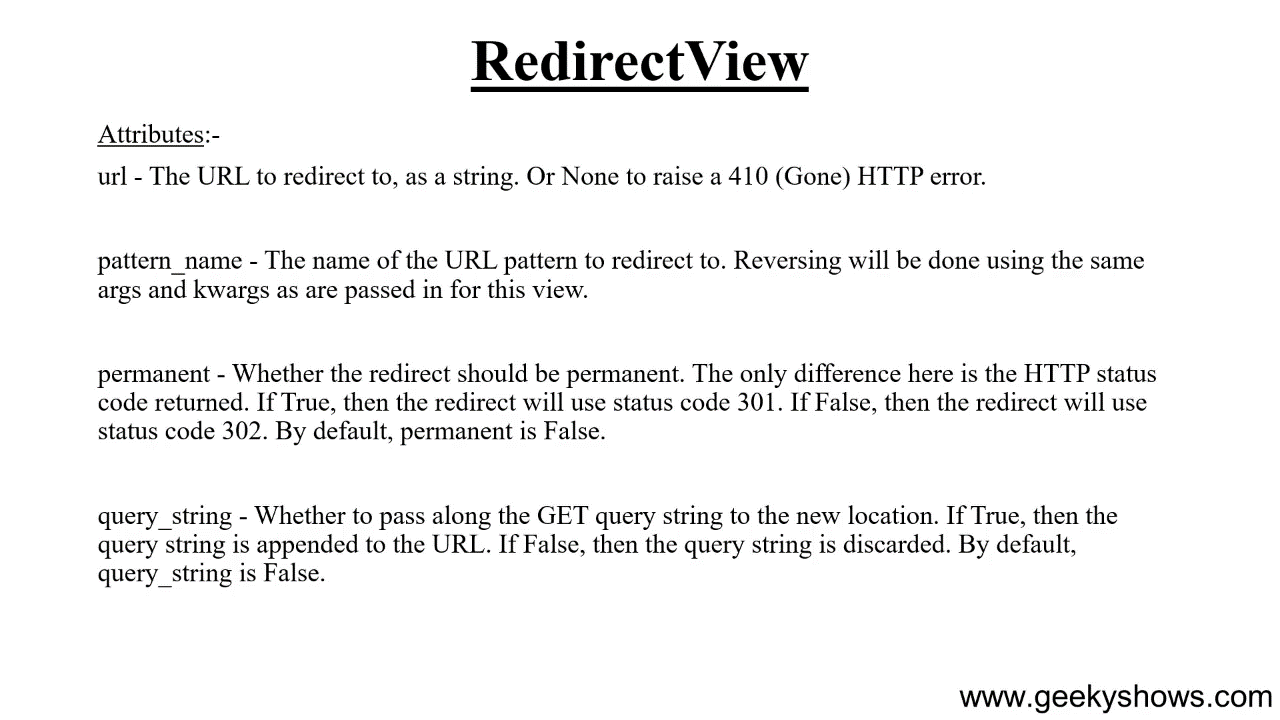 RedirectView
Attributes:-
url - The URL to redirect to, as a string. Or None to raise a 410 (Gone) HTTP error.
pattern_name - The name of the URL pattern to redirect to. Reversing will be done using the same
args and kwargs as are passed in for this view.
permanent - Whether the redirect should be permanent. The only difference here is the HTTP status
code returned. If True, then the redirect will use status code 301. If False, then the redirect will use
status code 302. By default, permanent is False.
query_string - Whether to pass along the GET query string to the new location. If True, then the
query string is appended to the URL. If False, then the query string is discarded. By default,
query_string is False.
www.geekyshows.com